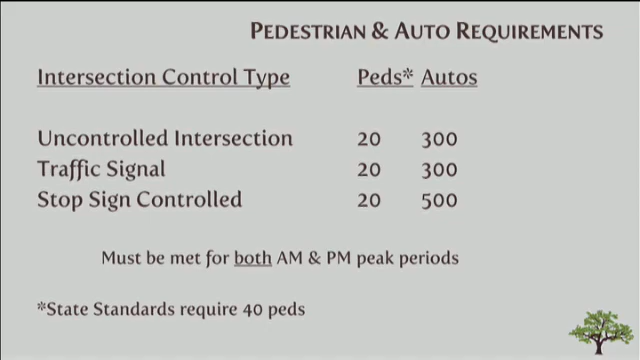 PEDESTRIAN & AUTO REQUIREMENTS
Intersection Control Type Peds* Autos
Uncontrolled Intersection 20 300
Traffic Signal 20 300
Stop Sign Controlled 20 500
Must be met for both AM & PM peak periods
*State Standards require 40 peds